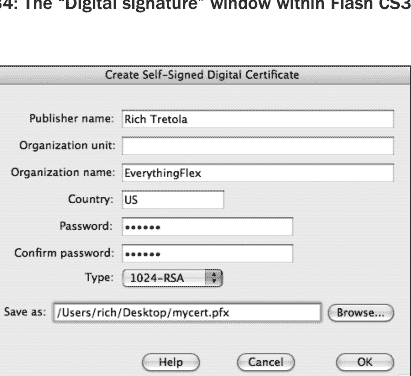 34: The "Digital signature" window within Flash CS3
Create Self-Signed Digital Certificate
Publisher name: Rich Tretola
Organization unit:
Organization name: EverythingFlex
Country: US
Password: ••••••
Confirm password: ••••••
Type: 1024-RSA
Save as: /Users/rich/Desktop/mycert.pfx Browse...
Help Cancel OK